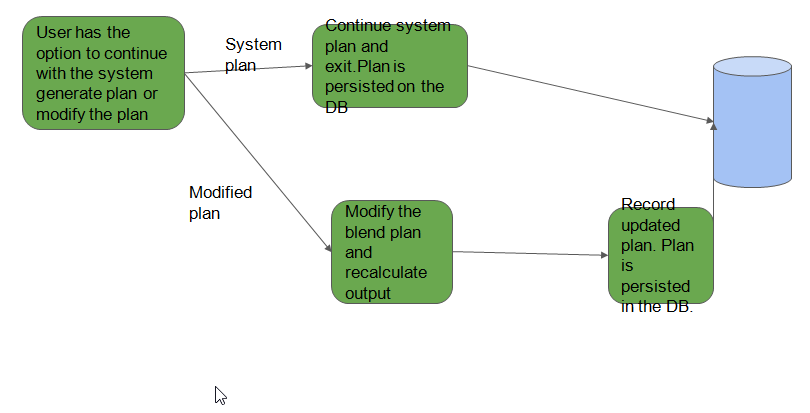 User has the
option to continue
with the system
generate plan or
modify the plan
System
plan
Continue system
plan and
exit.Plan is
persisted on the
DB
Modified
plan
Modify the
blend plan
and
recalculate
output
Record
updated
plan. Plan
is
persisted
in the DB.